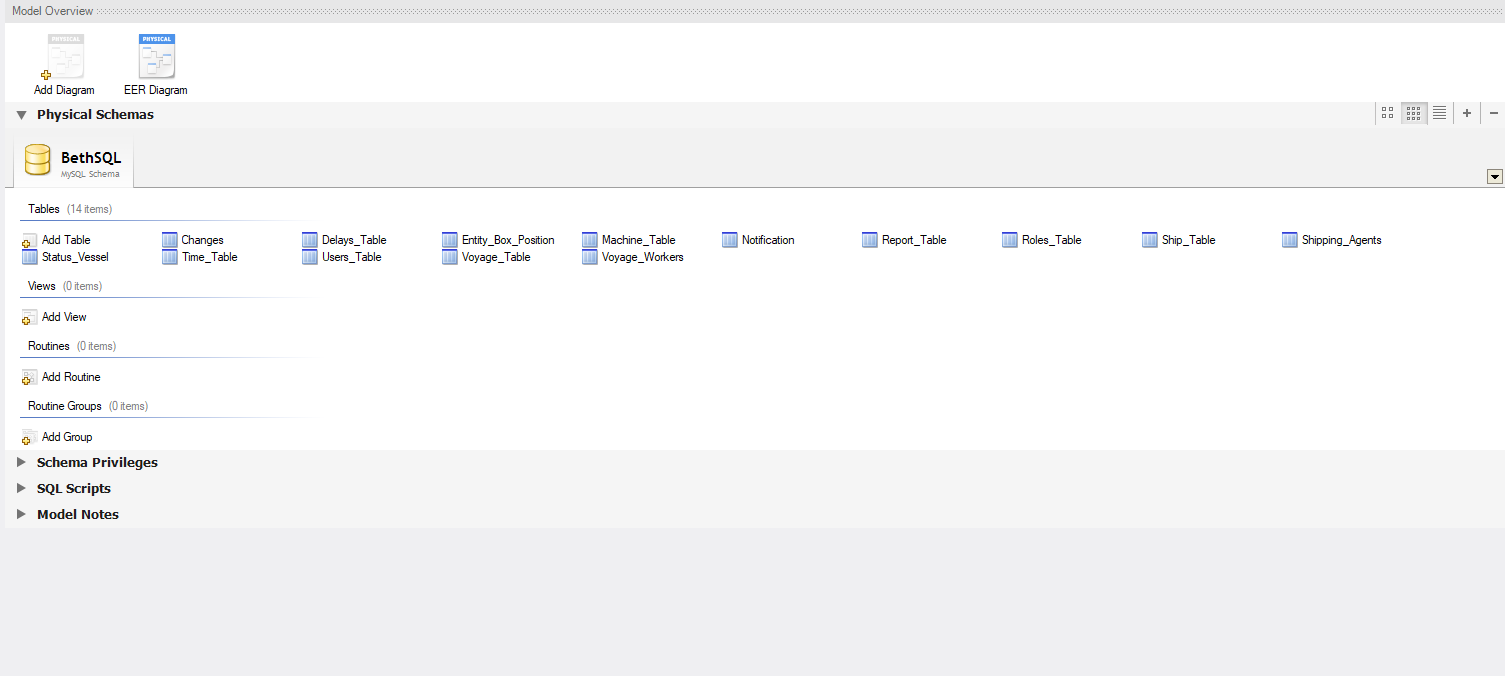 Model Overview
PHYSICAL PHYSICAL
Add Diagram EER Diagram
Physical Schemas
BethSQL
MySQL Schema
Tables (14 items)
Add Table Changes Delays_Table Entity_Box_Position Machine_Table Notification Report_Table Roles_Table Ship_Table Shipping_Agents
Status_Vessel Time_Table Users_Table Voyage_Table Voyage_Workers
Views (0 items)
Add View
Routines (0 items)
Add Routine
Routine Groups (0 items)
Add Group
Schema Privileges
SQL Scripts
Model Notes